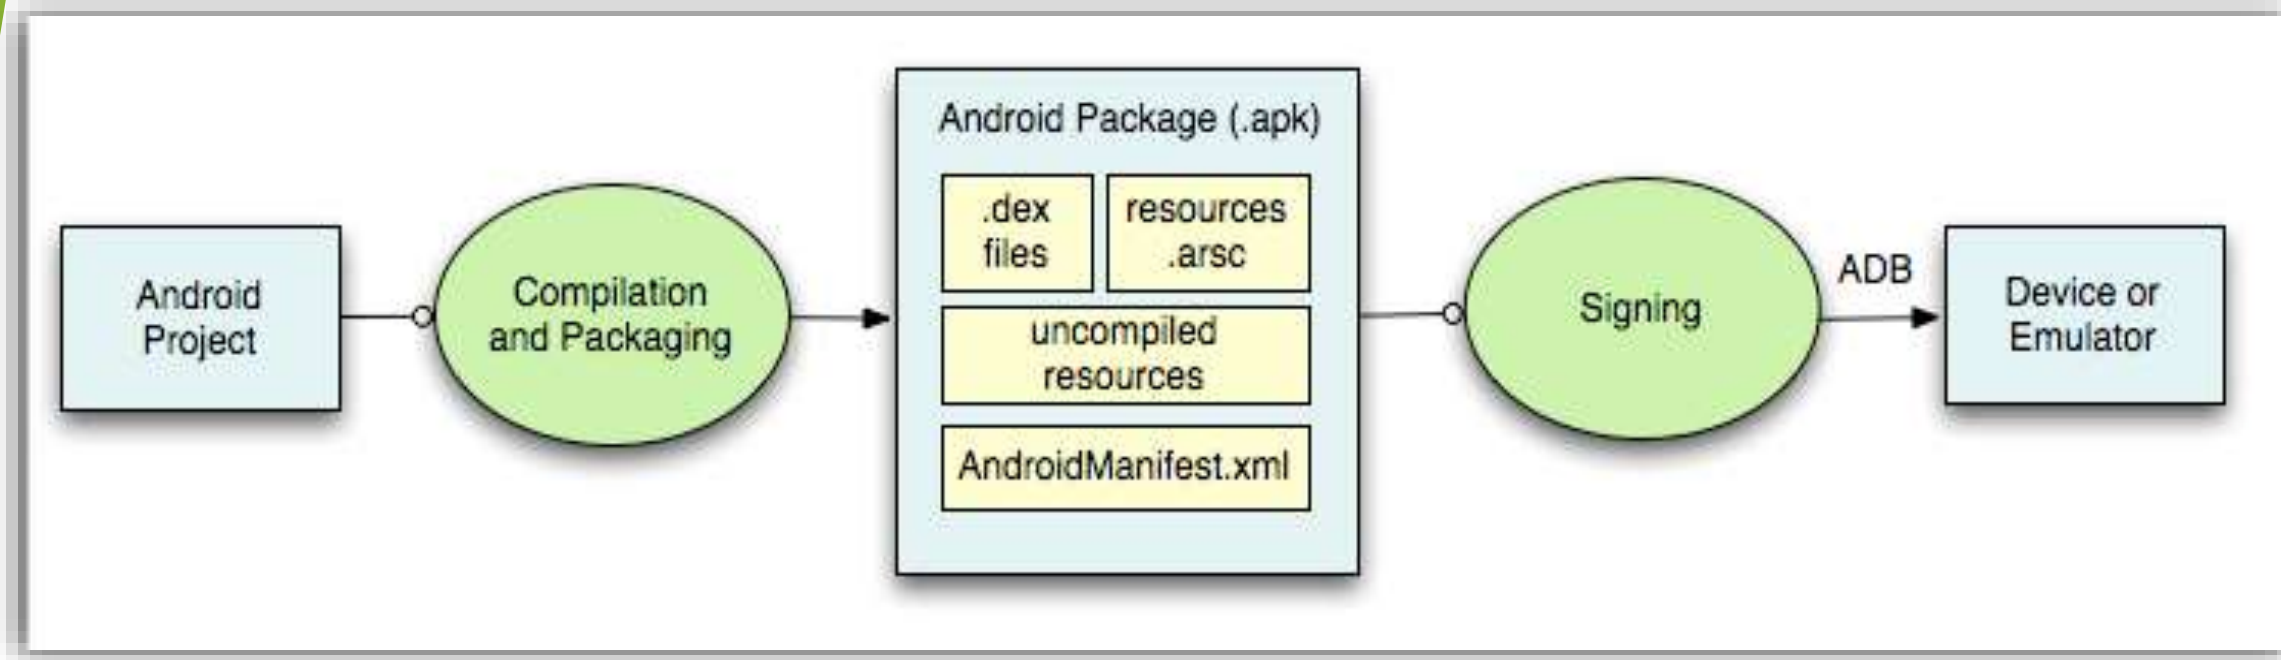 Android
Project
Compilation
and Packaging
Android Package (.apk)
.dex
files
resources
.arsc
uncompiled
resources
AndroidManifest.xml
Signing
ADB
Device or
Emulator